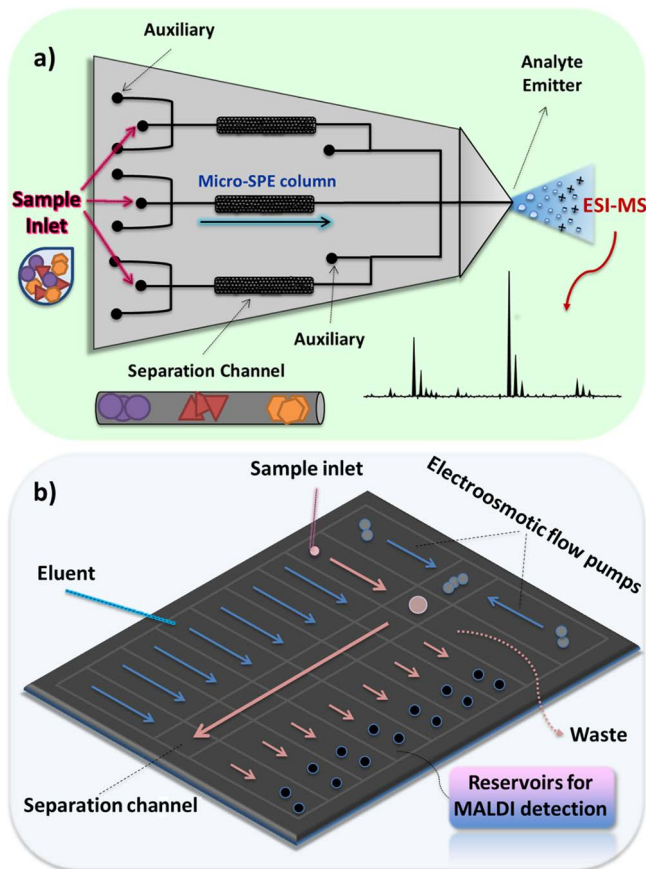 a)
Auxiliary
Analyte
Emitter
Micro-SPE column
Sample
Inlet
ESI-MS
Auxiliary
Separation Channel
b)
Sample inlet
Electroosmotic flow pumps
Eluent
Waste
Separation channel
Reservoirs for
MALDI detection